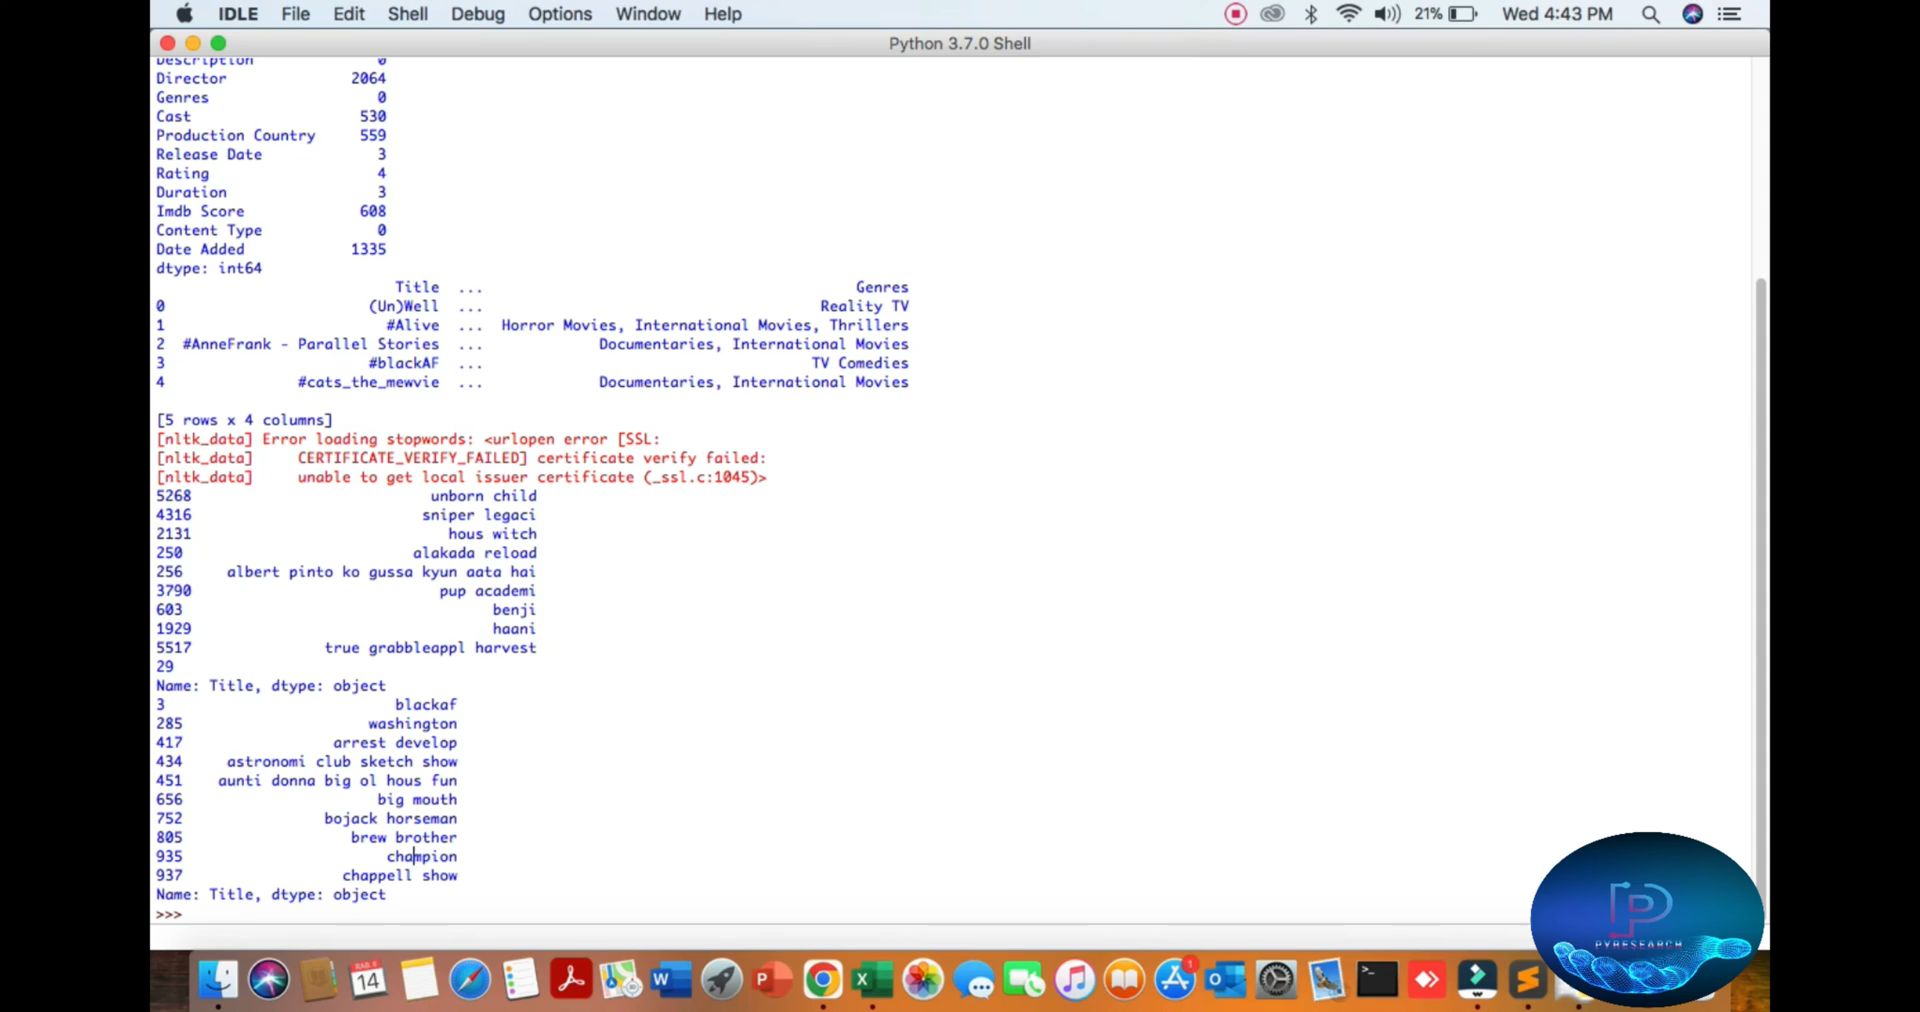 IDLE File Edit Shell Debug Options Window Help 21% Wed 4:43 PM
Python 3.7.0 Shell
Description 0
Director 2064
Genres 0
Cast 530
Production Country 559
Release Date 3
Rating 4
Duration 3
Imdb Score 608
Content Type 0
Date Added 1335
dtype: int64
Title ... Genres
0 (Un)Well ... Reality TV
1 #Alive ... Horror Movies, International Movies, Thrillers
2 #AnneFrank - Parallel Stories ... Documentaries, International Movies
3 #blackAF ... TV Comedies
4 #cats_the_mewvie ... Documentaries, International Movies
[5 rows x 4 columns]
[nltk_data] Error loading stopwords: <urlopen error [SSL:
[nltk_data] CERTIFICATE_VERIFY_FAILED] certificate verify failed:
[nltk_data] unable to get local issuer certificate (_ssl.c:1045)>
5268 unborn child
4316 sniper legaci
2131 hous witch
250 alakada reload
256 albert pinto ko gussa kyun aata hai
3790 pup academi
603 benji
1929 haani
5517 true grabbleappl harvest
29
Name: Title, dtype: object
3 blackaf
285 washington
417 arrest develop
434 astronomi club sketch show
451 aunti donna big ol hous fun
656 big mouth
752 bojack horseman
805 brew brother
935 champion
937 chappell show
Name: Title, dtype: object
>>>
PYRESEARCH
14
1